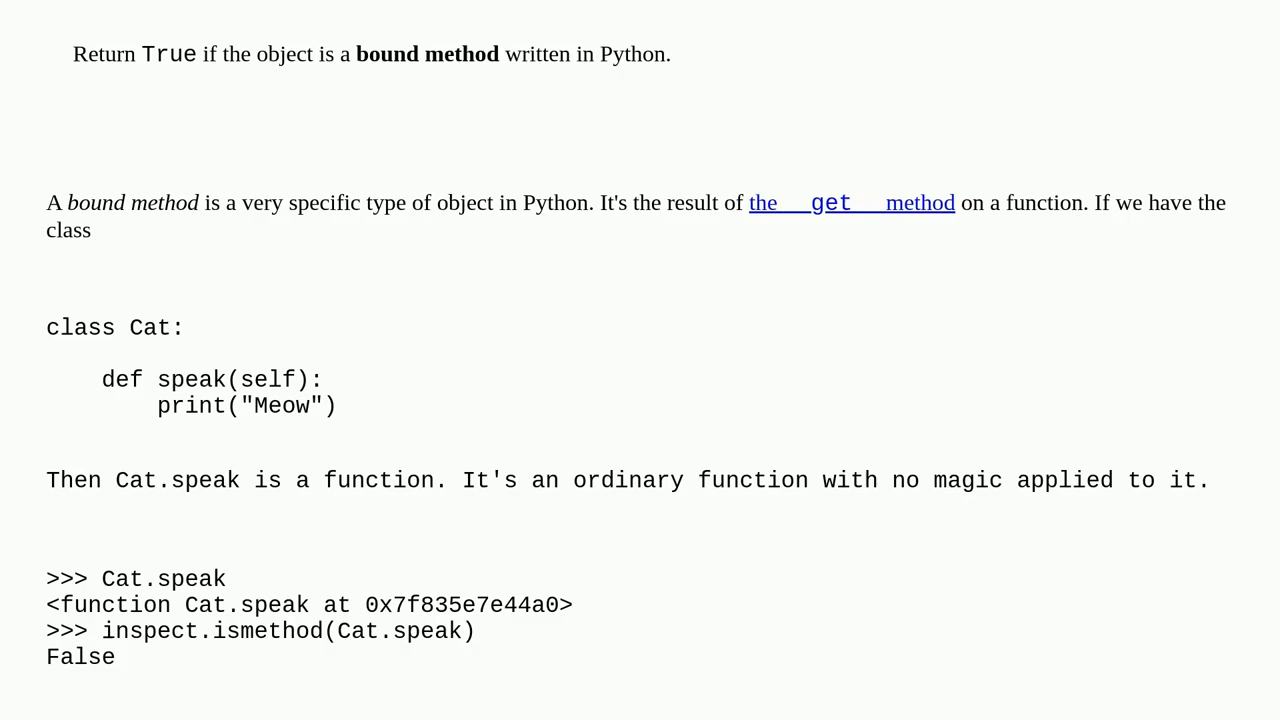 Return True if the object is a bound method written in Python.
A bound method is a very specific type of object in Python. It's the result of the __get__ method on a function. If we have the
class
class Cat:
    def speak(self):
        print("Meow")
Then Cat.speak is a function. It's an ordinary function with no magic applied to it.
>>> Cat.speak
<function Cat.speak at 0x7f835e7e44a0>
>>> inspect.ismethod(Cat.speak)
False